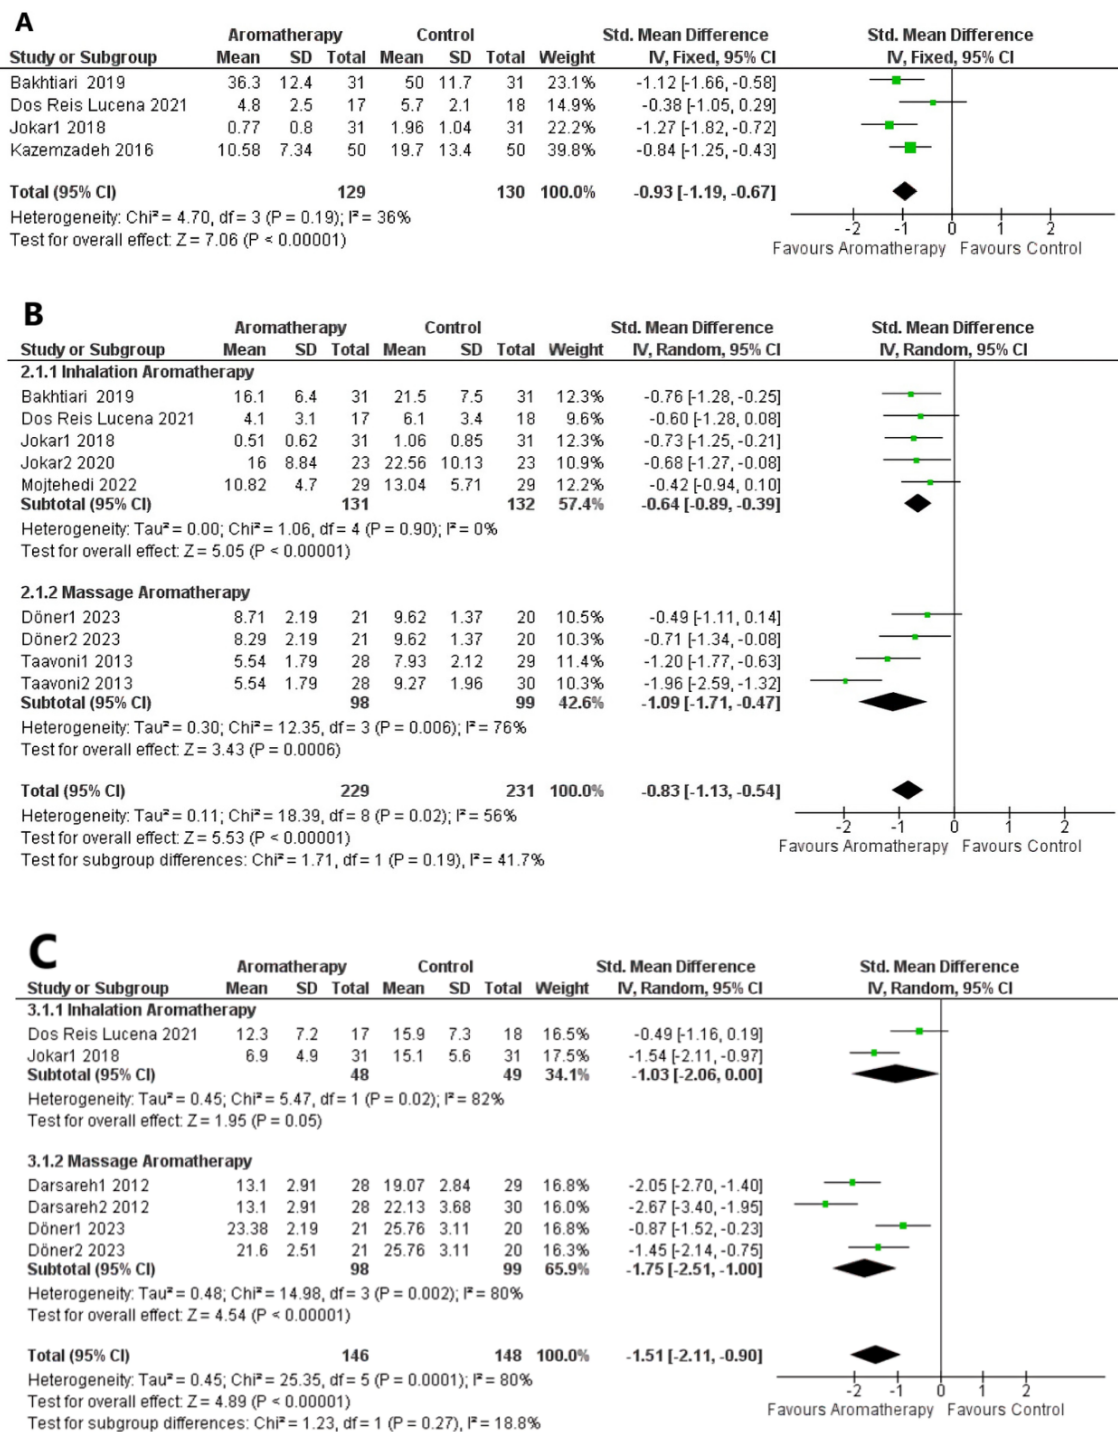 A
Aromatherapy Control Std. Mean Difference Std. Mean Difference
Study or Subgroup Mean SD Total Mean SD Total Weight IV, Fixed, 95% CI IV, Fixed, 95% CI
Bakhtiari 2019 36.3 12.4 31 50 11.7 31 23.1% -1.12 [-1.66, -0.58]
Dos Reis Lucena 2021 4.8 2.5 17 5.7 2.1 18 14.9% -0.38 [-1.05, 0.29]
Jokar1 2018 0.77 0.8 31 1.96 1.04 31 22.2% -1.27 [-1.82, -0.72]
Kazemzadeh 2016 10.58 7.34 50 19.7 13.4 50 39.8% -0.84 [-1.25, -0.43]
Total (95% CI) 129 130 100.0% -0.93 [-1.19, -0.67]
Heterogeneity: Chi² = 4.70, df = 3 (P = 0.19); I² = 36%
Test for overall effect: Z = 7.06 (P < 0.00001)
-2 -1 0 1 2
Favours Aromatherapy Favours Control
B
Aromatherapy Control Std. Mean Difference Std. Mean Difference
Study or Subgroup Mean SD Total Mean SD Total Weight IV, Random, 95% CI IV, Random, 95% CI
2.1.1 Inhalation Aromatherapy
Bakhtiari 2019 16.1 6.4 31 21.5 7.5 31 12.3% -0.76 [-1.28, -0.25]
Dos Reis Lucena 2021 4.1 3.1 17 6.1 3.4 18 9.6% -0.60 [-1.28, 0.08]
Jokar1 2018 0.51 0.62 31 1.06 0.85 31 12.3% -0.73 [-1.25, -0.21]
Jokar2 2020 16 8.84 23 22.56 10.13 23 10.9% -0.68 [-1.27, -0.08]
Mojtehedi 2022 10.82 4.7 29 13.04 5.71 29 12.2% -0.42 [-0.94, 0.10]
Subtotal (95% CI) 131 132 57.4% -0.64 [-0.89, -0.39]
Heterogeneity: Tau² = 0.00; Chi² = 1.06, df = 4 (P = 0.90); I² = 0%
Test for overall effect: Z = 5.05 (P < 0.00001)
2.1.2 Massage Aromatherapy
Döner1 2023 8.71 2.19 21 9.62 1.37 20 10.5% -0.49 [-1.11, 0.14]
Döner2 2023 8.29 2.19 21 9.62 1.37 20 10.3% -0.71 [-1.34, -0.08]
Taavoni1 2013 5.54 1.79 28 7.93 2.12 29 11.4% -1.20 [-1.77, -0.63]
Taavoni2 2013 5.54 1.79 28 9.27 1.96 30 10.3% -1.96 [-2.59, -1.32]
Subtotal (95% CI) 98 99 42.6% -1.09 [-1.71, -0.47]
Heterogeneity: Tau² = 0.30; Chi² = 12.35, df = 3 (P = 0.006); I² = 76%
Test for overall effect: Z = 3.43 (P = 0.0006)
Total (95% CI) 229 231 100.0% -0.83 [-1.13, -0.54]
Heterogeneity: Tau² = 0.11; Chi² = 18.39, df = 8 (P = 0.02); I² = 56%
Test for overall effect: Z = 5.53 (P < 0.00001)
Test for subgroup differences: Chi² = 1.71, df = 1 (P = 0.19), I² = 41.7%
-2 -1 0 1 2
Favours Aromatherapy Favours Control
C
Aromatherapy Control Std. Mean Difference Std. Mean Difference
Study or Subgroup Mean SD Total Mean SD Total Weight IV, Random, 95% CI IV, Random, 95% CI
3.1.1 Inhalation Aromatherapy
Dos Reis Lucena 2021 12.3 7.2 17 15.9 7.3 18 16.5% -0.49 [-1.16, 0.19]
Jokar1 2018 6.9 4.9 31 15.1 5.6 31 17.5% -1.54 [-2.11, -0.97]
Subtotal (95% CI) 48 49 34.1% -1.03 [-2.06, 0.00]
Heterogeneity: Tau² = 0.45; Chi² = 5.47, df = 1 (P = 0.02); I² = 82%
Test for overall effect: Z = 1.95 (P = 0.05)
3.1.2 Massage Aromatherapy
Darsareh1 2012 13.1 2.91 28 19.07 2.84 29 16.8% -2.05 [-2.70, -1.40]
Darsareh2 2012 13.1 2.91 28 22.13 3.68 30 16.0% -2.67 [-3.40, -1.95]
Döner1 2023 23.38 2.19 21 25.76 3.11 20 16.8% -0.87 [-1.52, -0.23]
Döner2 2023 21.6 2.51 21 25.76 3.11 20 16.3% -1.45 [-2.14, -0.75]
Subtotal (95% CI) 98 99 65.9% -1.75 [-2.51, -1.00]
Heterogeneity: Tau² = 0.48; Chi² = 14.98, df = 3 (P = 0.002); I² = 80%
Test for overall effect: Z = 4.54 (P < 0.00001)
Total (95% CI) 146 148 100.0% -1.51 [-2.11, -0.90]
Heterogeneity: Tau² = 0.45; Chi² = 25.35, df = 5 (P = 0.0001); I² = 80%
Test for overall effect: Z = 4.89 (P < 0.00001)
Test for subgroup differences: Chi² = 1.23, df = 1 (P = 0.27), I² = 18.8%
-2 -1 0 1 2
Favours Aromatherapy Favours Control